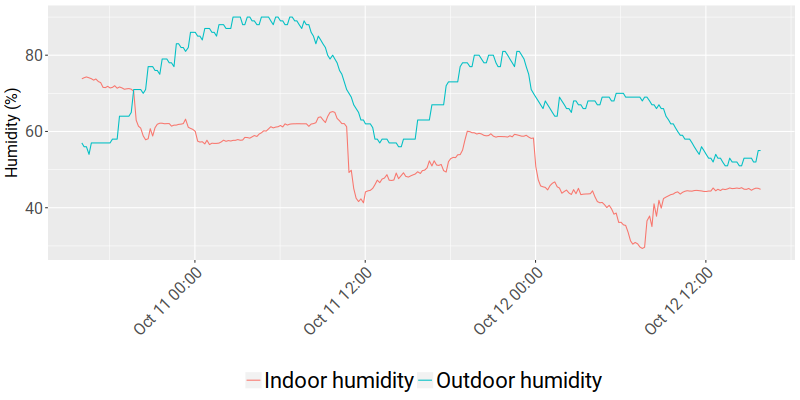 Humidity (%)
80
60
40
Oct 11 00:00
Oct 11 12:00
Oct 12 00:00
Oct 12 12:00
Indoor humidity Outdoor humidity